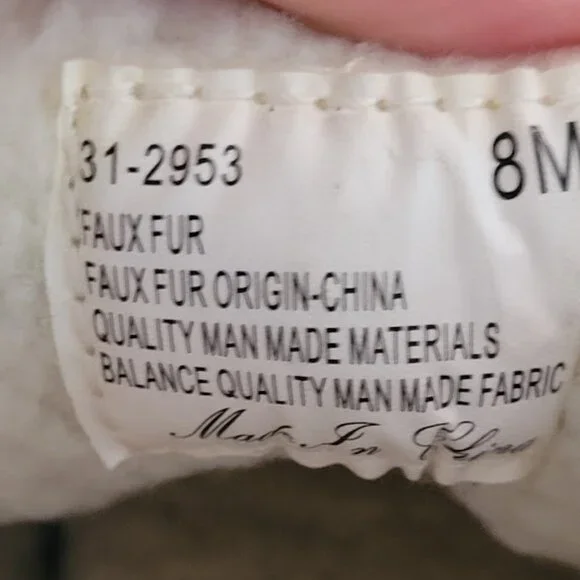 31-2953 8M
FAUX FUR
FAUX FUR ORIGIN-CHINA
QUALITY MAN MADE MATERIALS
BALANCE QUALITY MAN MADE FABRIC
Made In China